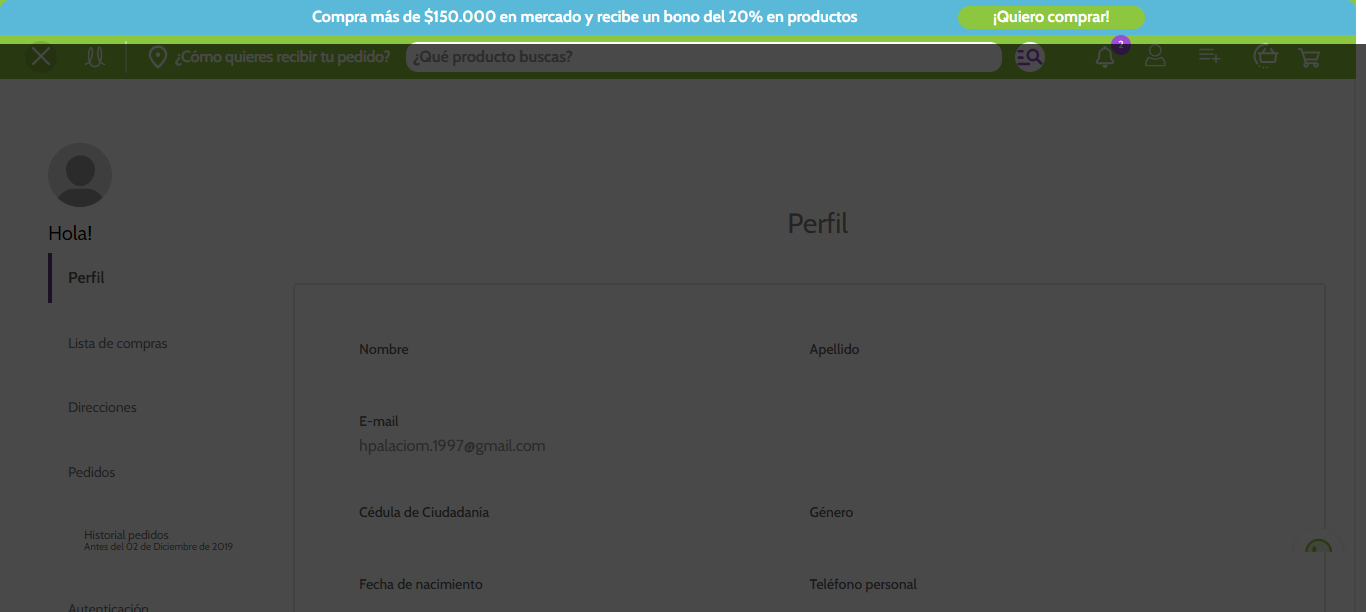 Compra más de $150.000 en mercado y recibe un bono del 20% en productos
¡Quiero comprar!
¿Cómo quieres recibir tu pedido?
¿Qué producto buscas?
2
Hola!
Perfil
Perfil
Lista de compras
Direcciones
Pedidos
Historial pedidos
Antes del 02 de Diciembre de 2019
Autenticación
Nombre
Apellido
E-mail
hpalaciom.1997@gmail.com
Cédula de Ciudadanía
Género
Fecha de nacimiento
Teléfono personal